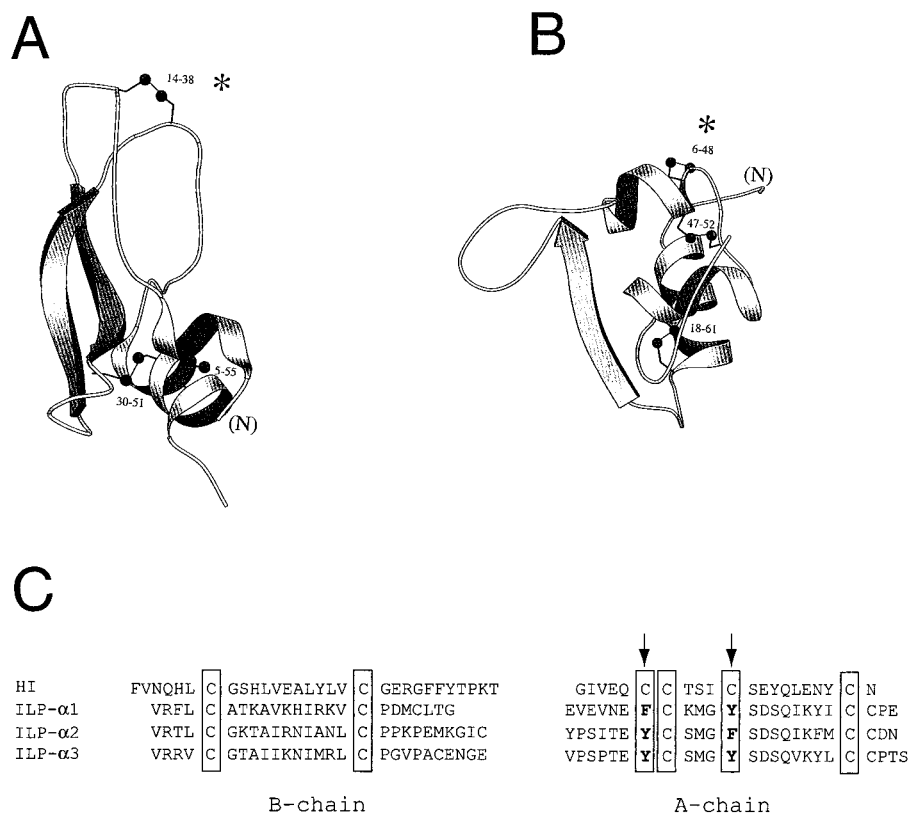 A
B
14-38 *
*
6-48
(N)
47-52
18-61
5-55
30-51
(N)
C
HI FVNQHL C GSHLVEALYLV C GERGFFYTPKT GIVEQ C C TSI C SEYQLENY C N
ILP-α1 VRFL C ATKAVKHIRKV C PDMCLTG EVEVNE F C KMG Y SDSQIKYI C CPE
ILP-α2 VRTL C GKTAIRNIANL C PPKPEMKGIC YPSITE Y C SMG F SDSQIKFM C CDN
ILP-α3 VRRV C GTAIIKNIMRL C PGVPACENGE VPSPTE Y C SMG Y SDSQVKYL C CPTS
B-chain A-chain